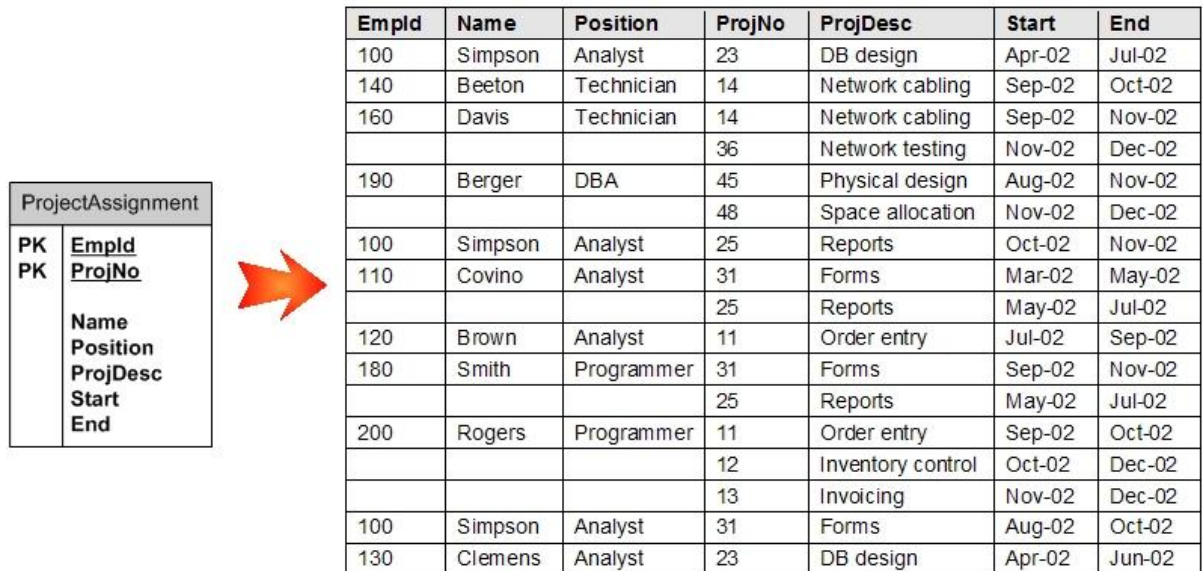 EmpId Name Position ProjNo ProjDesc Start End
100 Simpson Analyst 23 DB design Apr-02 Jul-02
140 Beeton Technician 14 Network cabling Sep-02 Oct-02
160 Davis Technician 14 Network cabling Sep-02 Nov-02
36 Network testing Nov-02 Dec-02
190 Berger DBA 45 Physical design Aug-02 Nov-02
48 Space allocation Nov-02 Dec-02
100 Simpson Analyst 25 Reports Oct-02 Nov-02
110 Covino Analyst 31 Forms Mar-02 May-02
25 Reports May-02 Jul-02
120 Brown Analyst 11 Order entry Jul-02 Sep-02
180 Smith Programmer 31 Forms Sep-02 Nov-02
25 Reports May-02 Jul-02
200 Rogers Programmer 11 Order entry Sep-02 Oct-02
12 Inventory control Oct-02 Dec-02
13 Invoicing Nov-02 Dec-02
100 Simpson Analyst 31 Forms Aug-02 Oct-02
130 Clemens Analyst 23 DB design Apr-02 Jun-02
ProjectAssignment
PK EmpId
PK ProjNo
Name
Position
ProjDesc
Start
End